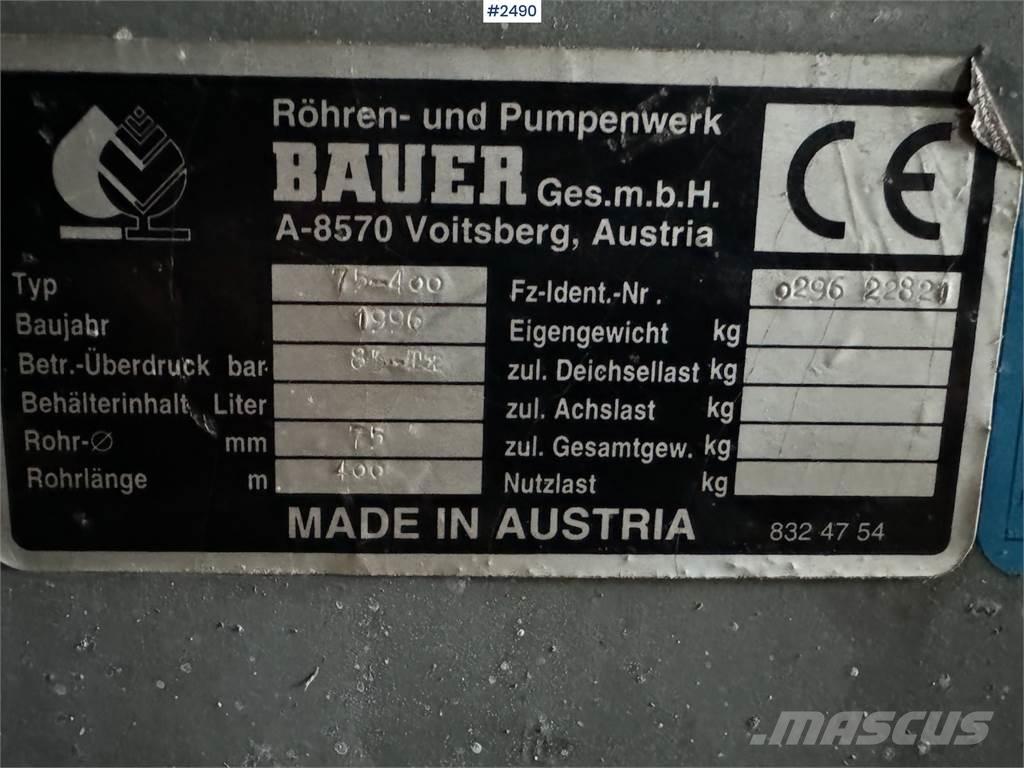 #2490
Röhren- und Pumpenwerk
BAUER Ges.m.b.H.
A-8570 Voitsberg, Austria
CE
Typ 75-400
Baujahr 1996
Betr.-Überdruck bar
Behälterinhalt Liter
Rohr-Ø mm 75
Rohrlänge m 400
Fz-Ident.-Nr. 0296 22821
Eigengewicht kg
zul. Deichsellast kg
zul. Achslast kg
zul. Gesamtgew. kg
Nutzlast kg
MADE IN AUSTRIA
832 47 54
MASCUS